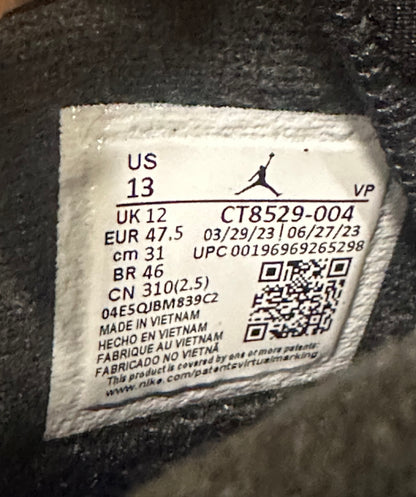 US
13
VP
UK 12 CT8529-004
EUR 47.5 03/29/23 | 06/27/23
cm 31 UPC 00196969265298
BR 46
CN 310(2.5)
04E5QJBM839C2
MADE IN VIETNAM
HECHO EN VIETNAM
FABRIQUE AU VIETNAM
FABRICADO NO VIETNÃ
This product is covered by one or more patents:
www.nike.com/patentsvirtualmarking